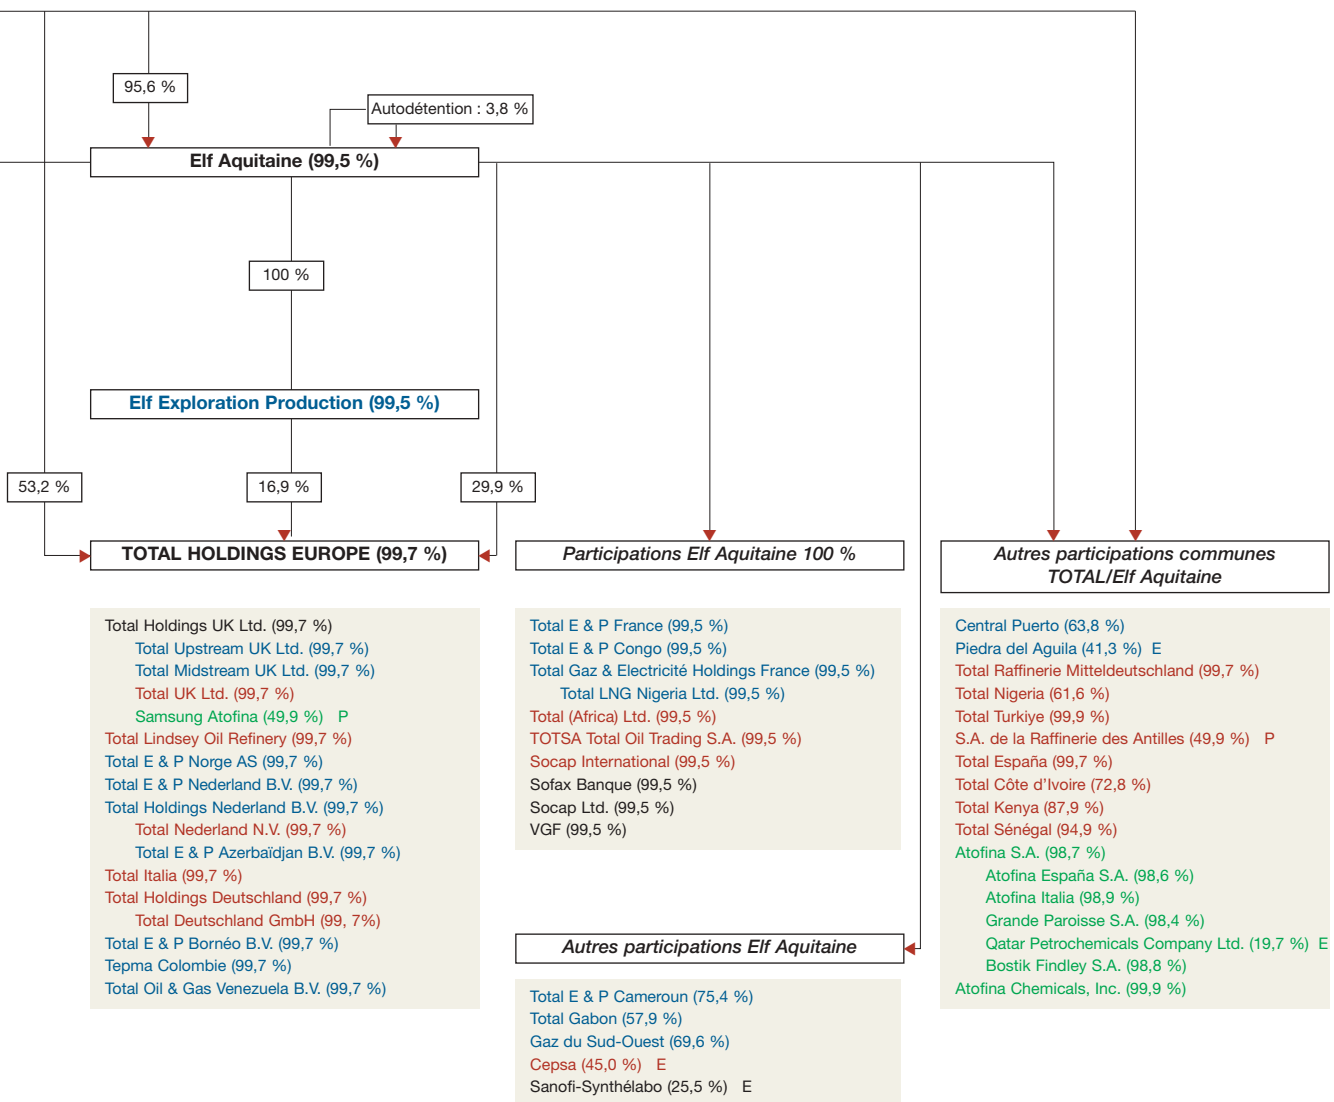 95,6 %
Autodétention : 3,8 %
Elf Aquitaine (99,5 %)
100 %
Elf Exploration Production (99,5 %)
53,2 %
16,9 %
29,9 %
TOTAL HOLDINGS EUROPE (99,7 %)
Total Holdings UK Ltd. (99,7 %)
Total Upstream UK Ltd. (99,7 %)
Total Midstream UK Ltd. (99,7 %)
Total UK Ltd. (99,7 %)
Samsung Atofina (49,9 %) P
Total Lindsey Oil Refinery (99,7 %)
Total E & P Norge AS (99,7 %)
Total E & P Nederland B.V. (99,7 %)
Total Holdings Nederland B.V. (99,7 %)
Total Nederland N.V. (99,7 %)
Total E & P Azerbaïdjan B.V. (99,7 %)
Total Italia (99,7 %)
Total Holdings Deutschland (99,7 %)
Total Deutschland GmbH (99, 7%)
Total E & P Bornéo B.V. (99,7 %)
Tepma Colombie (99,7 %)
Total Oil & Gas Venezuela B.V. (99,7 %)
Participations Elf Aquitaine 100 %
Total E & P France (99,5 %)
Total E & P Congo (99,5 %)
Total Gaz & Electricité Holdings France (99,5 %)
Total LNG Nigeria Ltd. (99,5 %)
Total (Africa) Ltd. (99,5 %)
TOTSA Total Oil Trading S.A. (99,5 %)
Socap International (99,5 %)
Sofax Banque (99,5 %)
Socap Ltd. (99,5 %)
VGF (99,5 %)
Autres participations Elf Aquitaine
Total E & P Cameroun (75,4 %)
Total Gabon (57,9 %)
Gaz du Sud-Ouest (69,6 %)
Cepsa (45,0 %) E
Sanofi-Synthélabo (25,5 %) E
Autres participations communes
TOTAL/Elf Aquitaine
Central Puerto (63,8 %)
Piedra del Aguila (41,3 %) E
Total Raffinerie Mitteldeutschland (99,7 %)
Total Nigeria (61,6 %)
Total Turkiye (99,9 %)
S.A. de la Raffinerie des Antilles (49,9 %) P
Total España (99,7 %)
Total Côte d'Ivoire (72,8 %)
Total Kenya (87,9 %)
Total Sénégal (94,9 %)
Atofina S.A. (98,7 %)
Atofina España S.A. (98,6 %)
Atofina Italia (98,9 %)
Grande Paroisse S.A. (98,4 %)
Qatar Petrochemicals Company Ltd. (19,7 %) E
Bostik Findley S.A. (98,8 %)
Atofina Chemicals, Inc. (99,9 %)